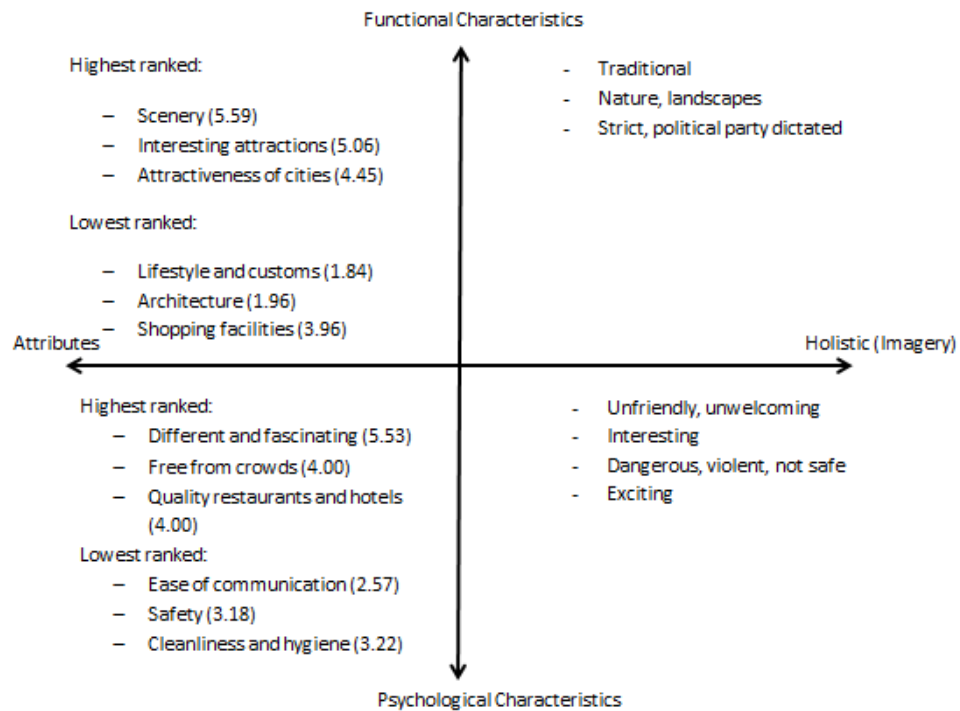 Functional Characteristics
Highest ranked:
– Scenery (5.59)
– Interesting attractions (5.06)
– Attractiveness of cities (4.45)
Lowest ranked:
– Lifestyle and customs (1.84)
– Architecture (1.96)
– Shopping facilities (3.96)
- Traditional
- Nature, landscapes
- Strict, political party dictated
Attributes
Holistic (Imagery)
Highest ranked:
– Different and fascinating (5.53)
– Free from crowds (4.00)
– Quality restaurants and hotels
(4.00)
Lowest ranked:
– Ease of communication (2.57)
– Safety (3.18)
– Cleanliness and hygiene (3.22)
- Unfriendly, unwelcoming
- Interesting
- Dangerous, violent, not safe
- Exciting
Psychological Characteristics